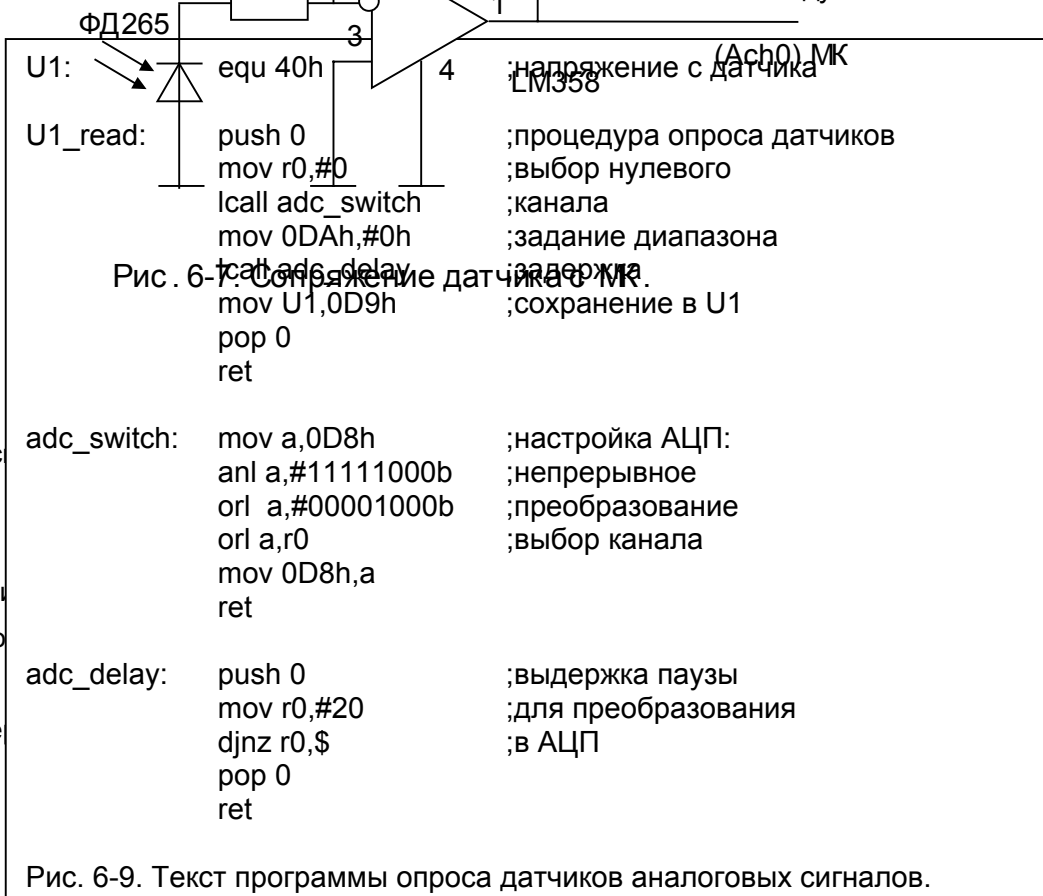 1
ФД265
3
(Ach0) МК
U1: equ 40h ;напряжение с датчика
4
LM358
U1_read: push 0 ;процедура опроса датчиков
mov r0,#0 ;выбор нулевого
lcall adc_switch ;канала
mov 0DAh,#0h ;задание диапазона
lcall adc_delay ;задержка
Рис. 6-7. Сопряжение датчика с МК.
mov U1,0D9h ;сохранение в U1
pop 0
ret
adc_switch: mov a,0D8h ;настройка АЦП:
anl a,#11111000b ;непрерывное
orl a,#00001000b ;преобразование
orl a,r0 ;выбор канала
mov 0D8h,a
ret
adc_delay: push 0 ;выдержка паузы
mov r0,#20 ;для преобразования
djnz r0,$ ;в АЦП
pop 0
ret
Рис. 6-9. Текст программы опроса датчиков аналоговых сигналов.